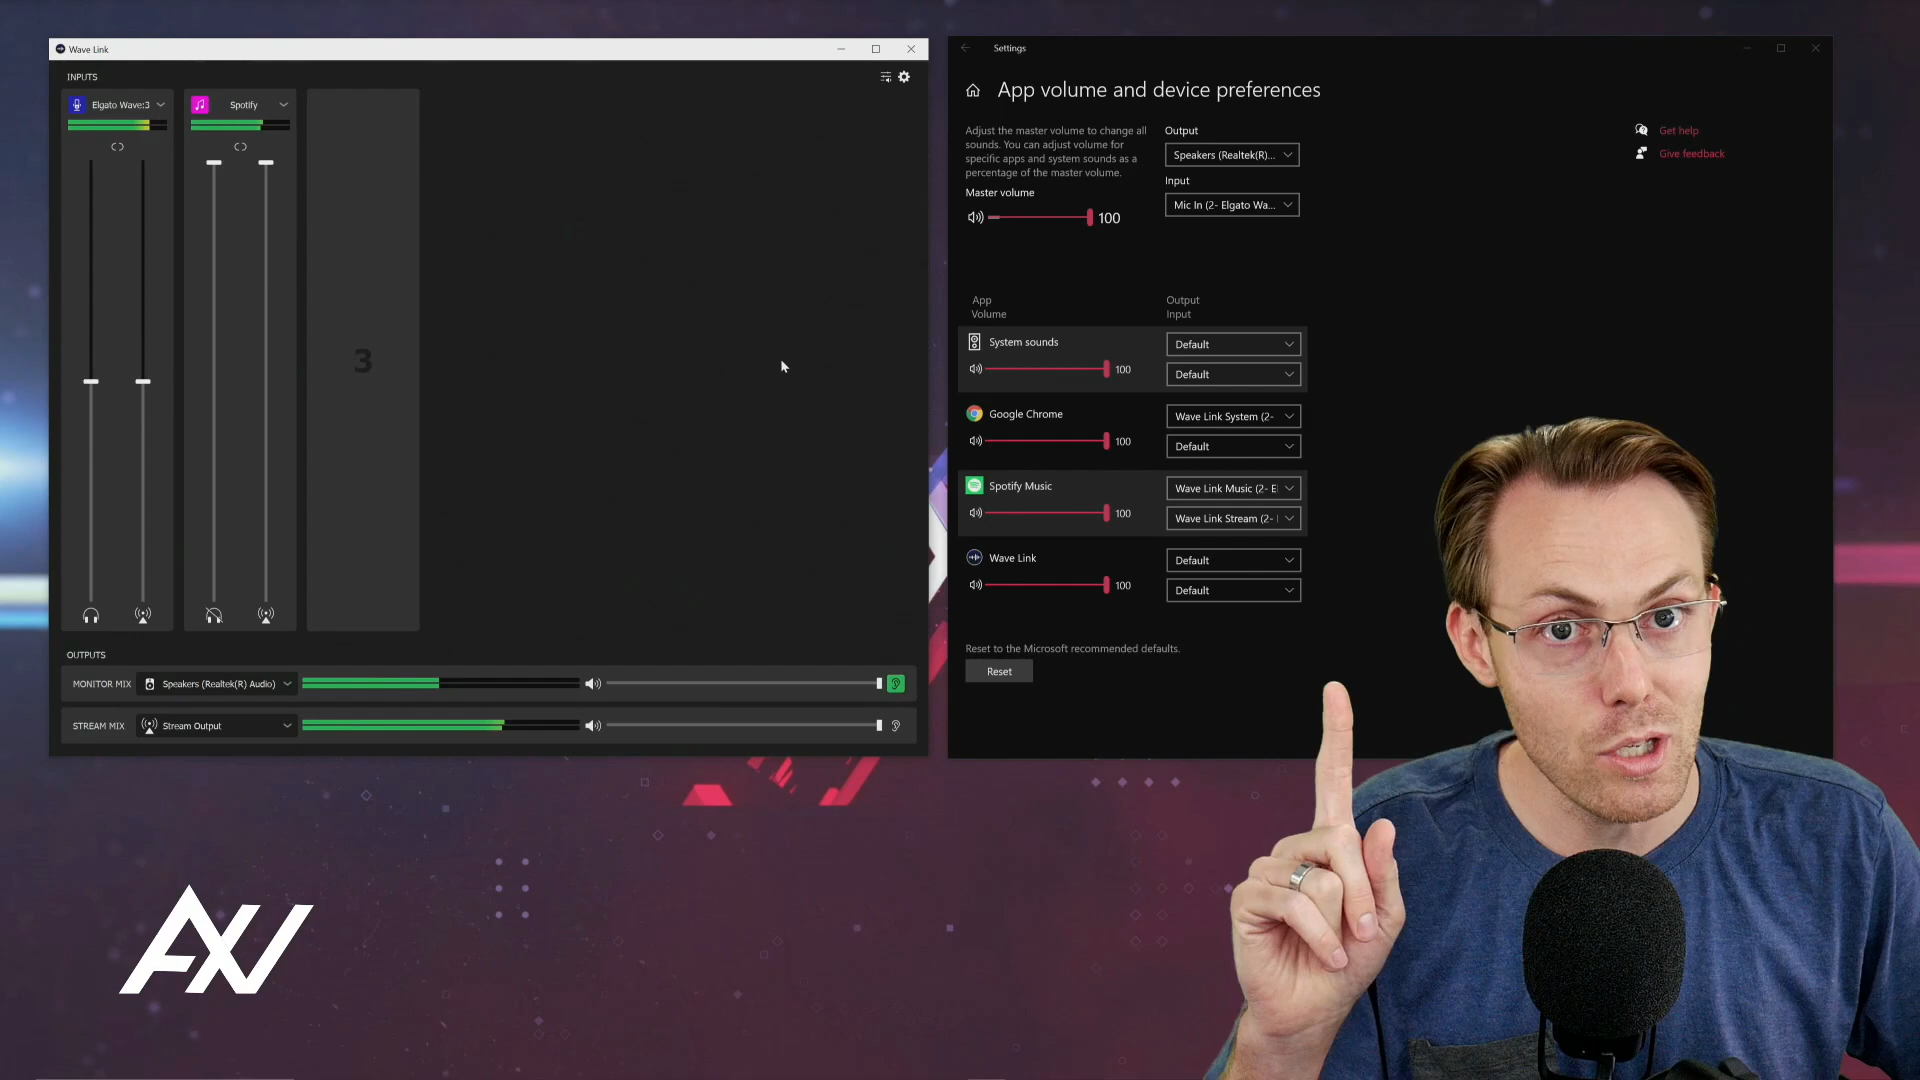 Wave Link
INPUTS
Elgato Wave:3
Spotify
3
OUTPUTS
MONITOR MIX
Speakers (Realtek(R) Audio)
STREAM MIX
Stream Output
Settings
App volume and device preferences
Adjust the master volume to change all
sounds. You can adjust volume for
specific apps and system sounds as a
percentage of the master volume.
Master volume
100
Output
Speakers (Realtek(R)...
Input
Mic In (2- Elgato Wa...
Get help
Give feedback
App
Volume
Output
Input
System sounds
100
Default
Default
Google Chrome
100
Wave Link System (2-
Default
Spotify Music
100
Wave Link Music (2- E
Wave Link Stream (2-
Wave Link
100
Default
Default
Reset to the Microsoft recommended defaults.
Reset